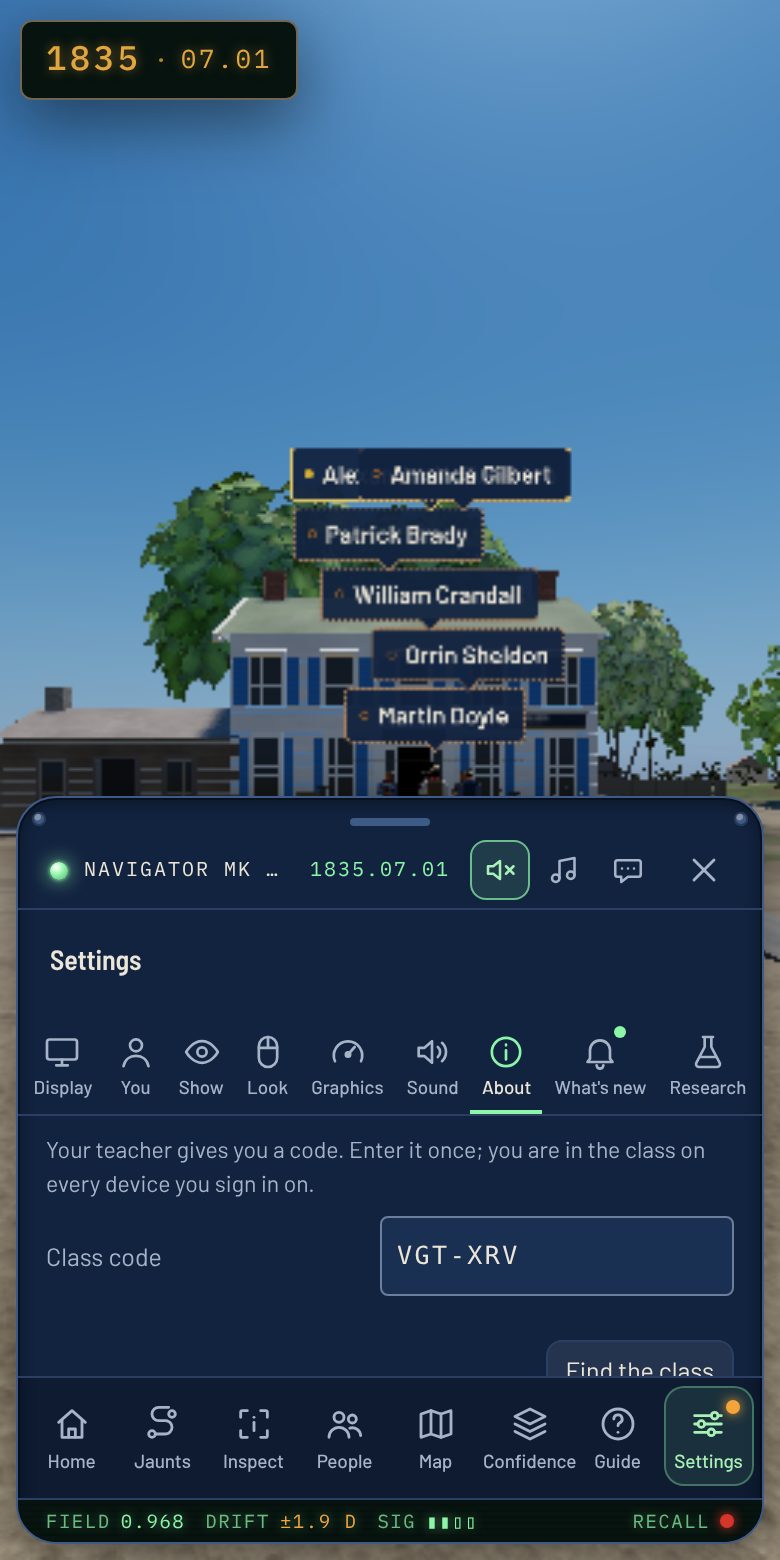 1835 · 07.01
Amanda Gilbert
Patrick Brady
William Crandall
Orrin Sheldon
Martin Doyle
NAVIGATOR MK … 1835.07.01
Settings
Display You Show Look Graphics Sound About What's new Research
Your teacher gives you a code. Enter it once; you are in the class on
every device you sign in on.
Class code VGT-XRV
Find the class
Home Jaunts Inspect People Map Confidence Guide Settings
FIELD 0.968 DRIFT ±1.9 D SIG RECALL